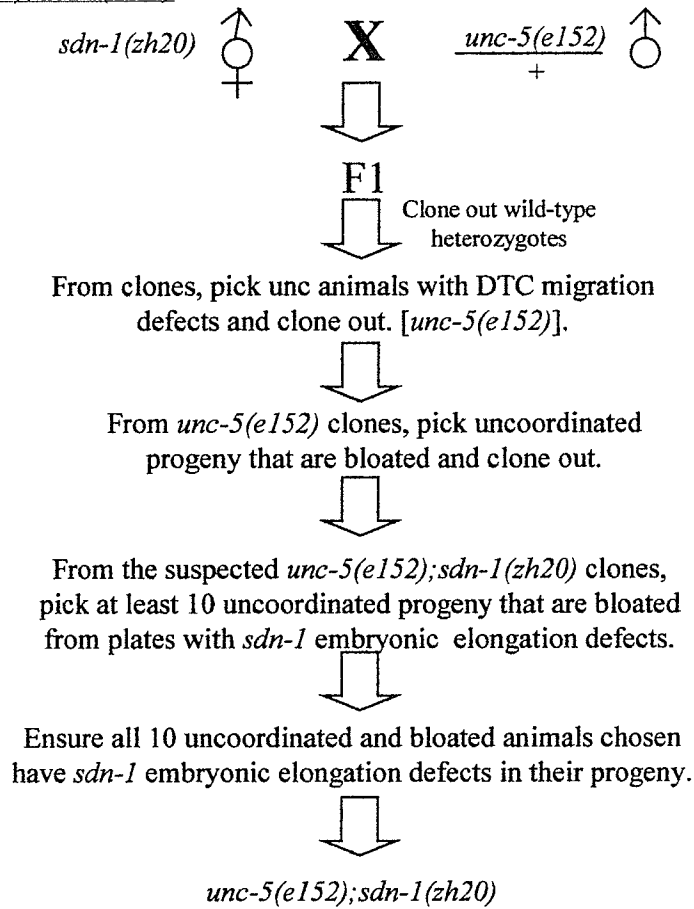 sdn-1(zh20) X unc-5(e152)
+
F1
Clone out wild-type
heterozygotes
From clones, pick unc animals with DTC migration
defects and clone out. [unc-5(e152)].
From unc-5(e152) clones, pick uncoordinated
progeny that are bloated and clone out.
From the suspected unc-5(e152);sdn-1(zh20) clones,
pick at least 10 uncoordinated progeny that are bloated
from plates with sdn-1 embryonic elongation defects.
Ensure all 10 uncoordinated and bloated animals chosen
have sdn-1 embryonic elongation defects in their progeny.
unc-5(e152);sdn-1(zh20)